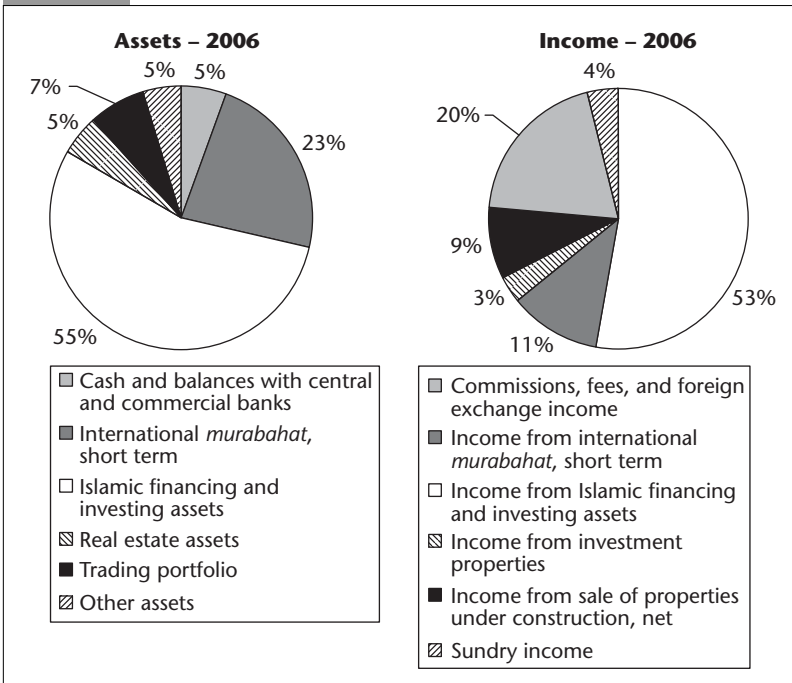 Assets – 2006
5%
5%
7%
5%
23%
55%
Cash and balances with central
and commercial banks
International murabahat,
short term
Islamic financing and
investing assets
Real estate assets
Trading portfolio
Other assets
Income – 2006
4%
20%
9%
3%
11%
53%
Commissions, fees, and foreign
exchange income
Income from international
murabahat, short term
Income from Islamic financing
and investing assets
Income from investment
properties
Income from sale of properties
under construction, net
Sundry income